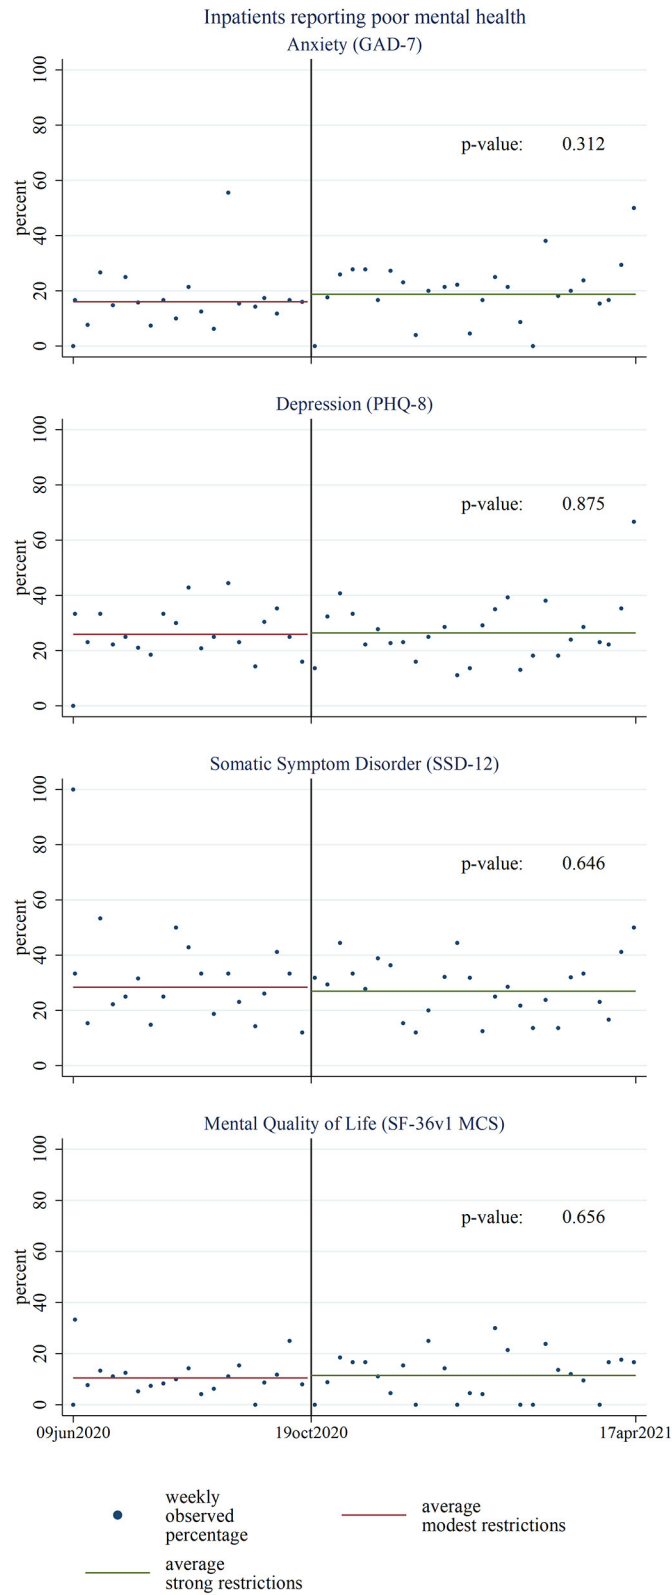 Inpatients reporting poor mental health
Anxiety (GAD-7)
100
80
60
40
20
0
percent
p-value: 0.312
Depression (PHQ-8)
100
80
60
40
20
0
percent
p-value: 0.875
Somatic Symptom Disorder (SSD-12)
100
80
60
40
20
0
percent
p-value: 0.646
Mental Quality of Life (SF-36v1 MCS)
100
80
60
40
20
0
percent
p-value: 0.656
09jun2020 19oct2020 17apr2021
weekly
observed
percentage
average
modest restrictions
average
strong restrictions